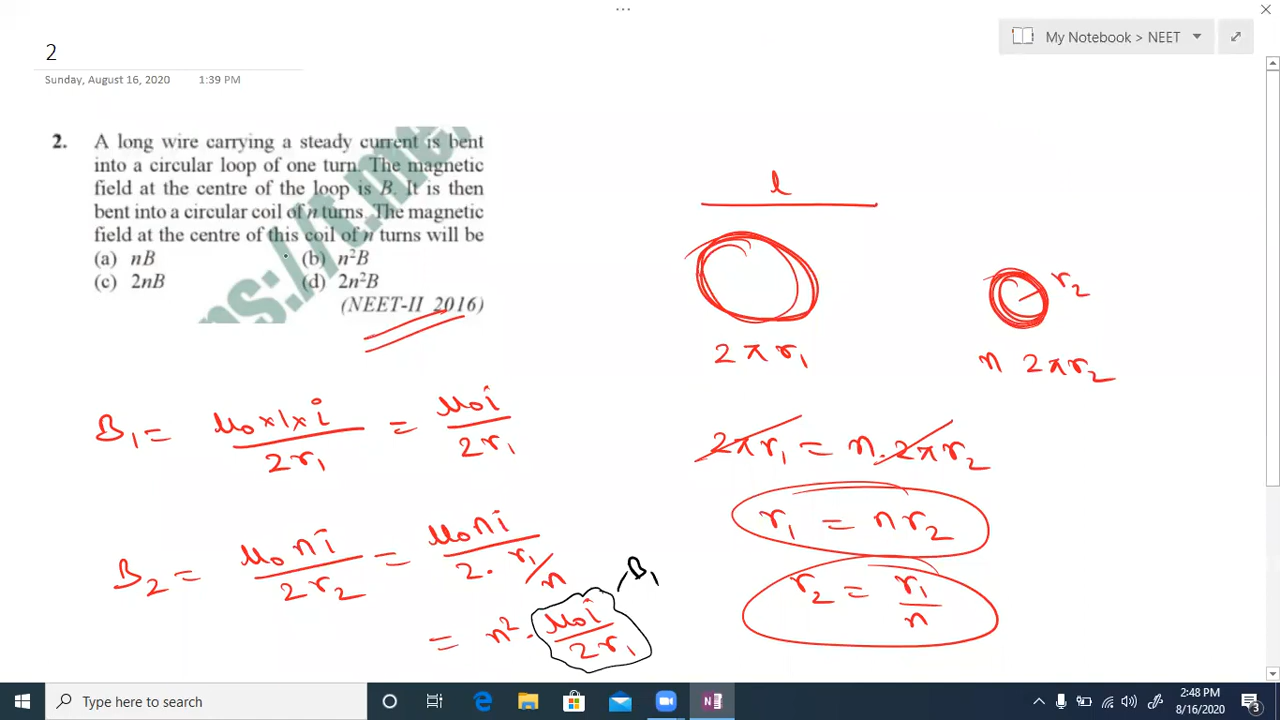 ...
My Notebook > NEET
2
Sunday, August 16, 2020 1:39 PM
2. A long wire carrying a steady current is bent
into a circular loop of one turn. The magnetic
field at the centre of the loop is B. It is then
bent into a circular coil of n turns. The magnetic
field at the centre of this coil of n turns will be
(a) nB (b) n²B
(c) 2nB (d) 2n²B
(NEET-II 2016)
ns://t.me
l
r₂
2πr₁
n 2πr₂
B₁ = μ₀×1×i/2r₁ = μ₀i/2r₁
2πr₁ = n.2πr₂
r₁ = nr₂
B₂ = μ₀ni/2r₂ = μ₀ni/2.r₁/n
r₂ = r₁/n
B₁
= n².μ₀i/2r₁
Type here to search
2:48 PM
8/16/2020
3